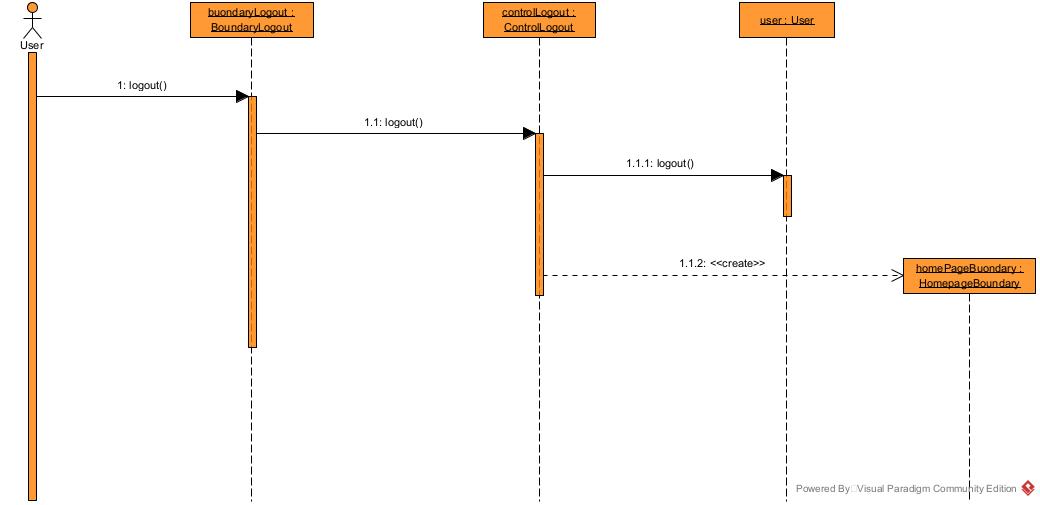 buondaryLogout :
BoundaryLogout
controlLogout :
ControlLogout
user : User
User
1: logout()
1.1: logout()
1.1.1: logout()
1.1.2: <<create>>
homePageBuondary :
HomepageBoundary
Powered By Visual Paradigm Community Edition